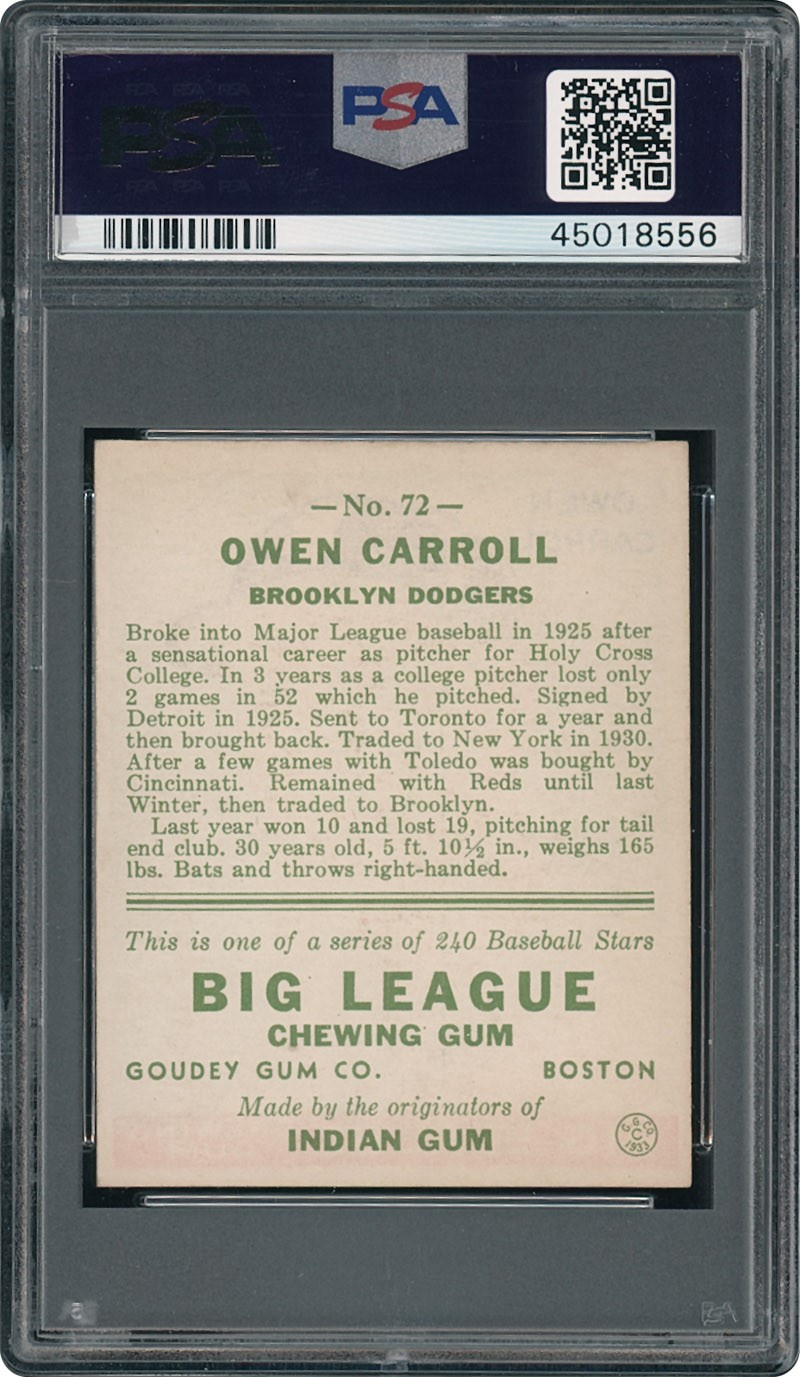 PSA
45018556
— No. 72 —
OWEN CARROLL
BROOKLYN DODGERS
Broke into Major League baseball in 1925 after
a sensational career as pitcher for Holy Cross
College. In 3 years as a college pitcher lost only
2 games in 52 which he pitched. Signed by
Detroit in 1925. Sent to Toronto for a year and
then brought back. Traded to New York in 1930.
After a few games with Toledo was bought by
Cincinnati. Remained with Reds until last
Winter, then traded to Brooklyn.
Last year won 10 and lost 19, pitching for tail
end club. 30 years old, 5 ft. 10½ in., weighs 165
lbs. Bats and throws right-handed.
This is one of a series of 240 Baseball Stars
BIG LEAGUE
CHEWING GUM
GOUDEY GUM CO. BOSTON
Made by the originators of
INDIAN GUM
G. G. CO.
C
1933
PSA